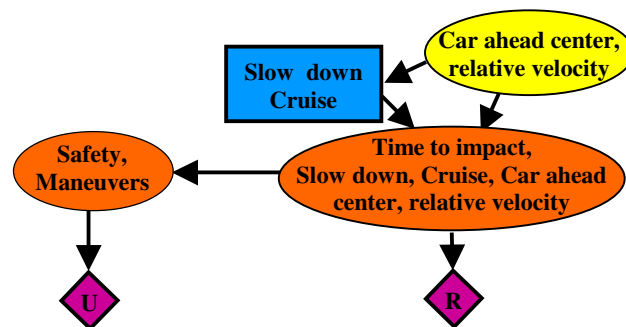 Car ahead center,
relative velocity
Slow down
Cruise
Safety,
Maneuvers
Time to impact,
Slow down, Cruise, Car ahead
center, relative velocity
U
R